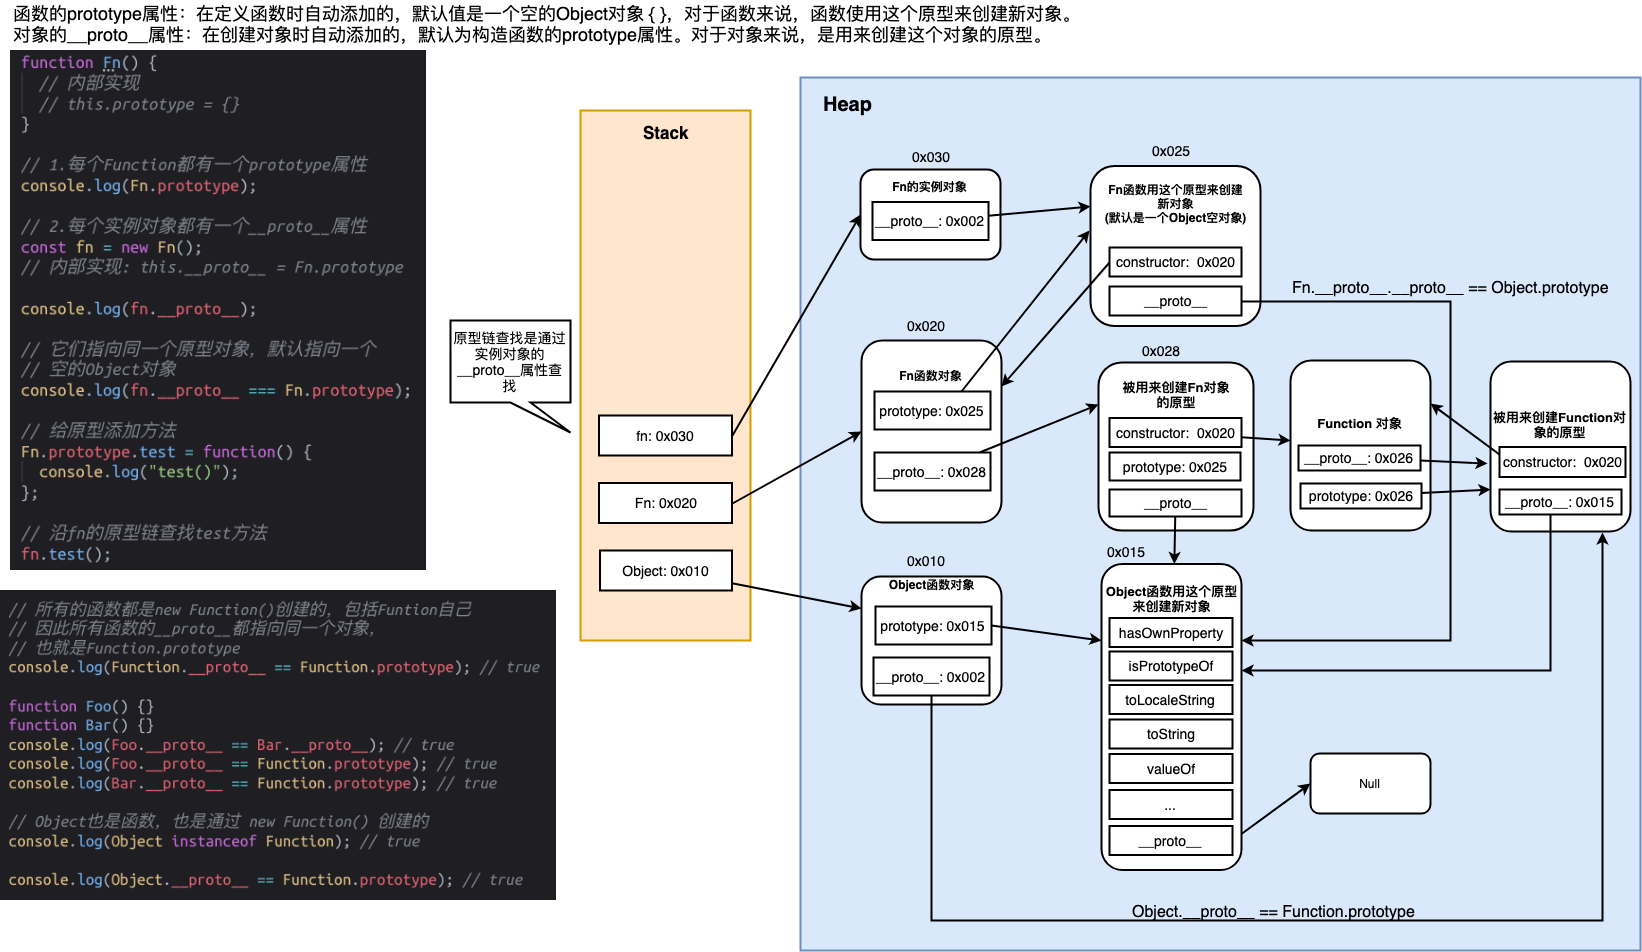 函数的prototype属性：在定义函数时自动添加的，默认值是一个空的Object对象 { }，对于函数来说，函数使用这个原型来创建新对象。
对象的__proto__属性：在创建对象时自动添加的，默认为构造函数的prototype属性。对于对象来说，是用来创建这个对象的原型。
function Fn() {
// 内部实现
// this.prototype = {}
}
// 1.每个Function都有一个prototype属性
console.log(Fn.prototype);
// 2.每个实例对象都有一个__proto__属性
const fn = new Fn();
// 内部实现: this.__proto__ = Fn.prototype
console.log(fn.__proto__);
// 它们指向同一个原型对象, 默认指向一个
// 空的Object对象
console.log(fn.__proto__ === Fn.prototype);
// 给原型添加方法
Fn.prototype.test = function() {
console.log("test()");
};
// 沿fn的原型链查找test方法
fn.test();
// 所有的函数都是new Function()创建的, 包括Funtion自己
// 因此所有函数的__proto__都指向同一个对象,
// 也就是Function.prototype
console.log(Function.__proto__ == Function.prototype); // true
function Foo() {}
function Bar() {}
console.log(Foo.__proto__ == Bar.__proto__); // true
console.log(Foo.__proto__ == Function.prototype); // true
console.log(Bar.__proto__ == Function.prototype); // true
// Object也是函数, 也是通过 new Function() 创建的
console.log(Object instanceof Function); // true
console.log(Object.__proto__ == Function.prototype); // true
原型链查找是通过
实例对象的
__proto__属性查
找
Stack
fn: 0x030
Fn: 0x020
Object: 0x010
Heap
0x030
Fn的实例对象
__proto__: 0x002
0x025
Fn函数用这个原型来创建
新对象
(默认是一个Object空对象)
constructor: 0x020
__proto__
Fn.__proto__.__proto__ == Object.prototype
0x020
Fn函数对象
prototype: 0x025
__proto__: 0x028
0x028
被用来创建Fn对象
的原型
constructor: 0x020
prototype: 0x025
__proto__
Function 对象
__proto__: 0x026
prototype: 0x026
被用来创建Function对
象的原型
constructor: 0x020
__proto__: 0x015
0x010
Object函数对象
prototype: 0x015
__proto__: 0x002
0x015
Object函数用这个原型
来创建新对象
hasOwnProperty
isPrototypeOf
toLocaleString
toString
valueOf
...
__proto__
Null
Object.__proto__ == Function.prototype